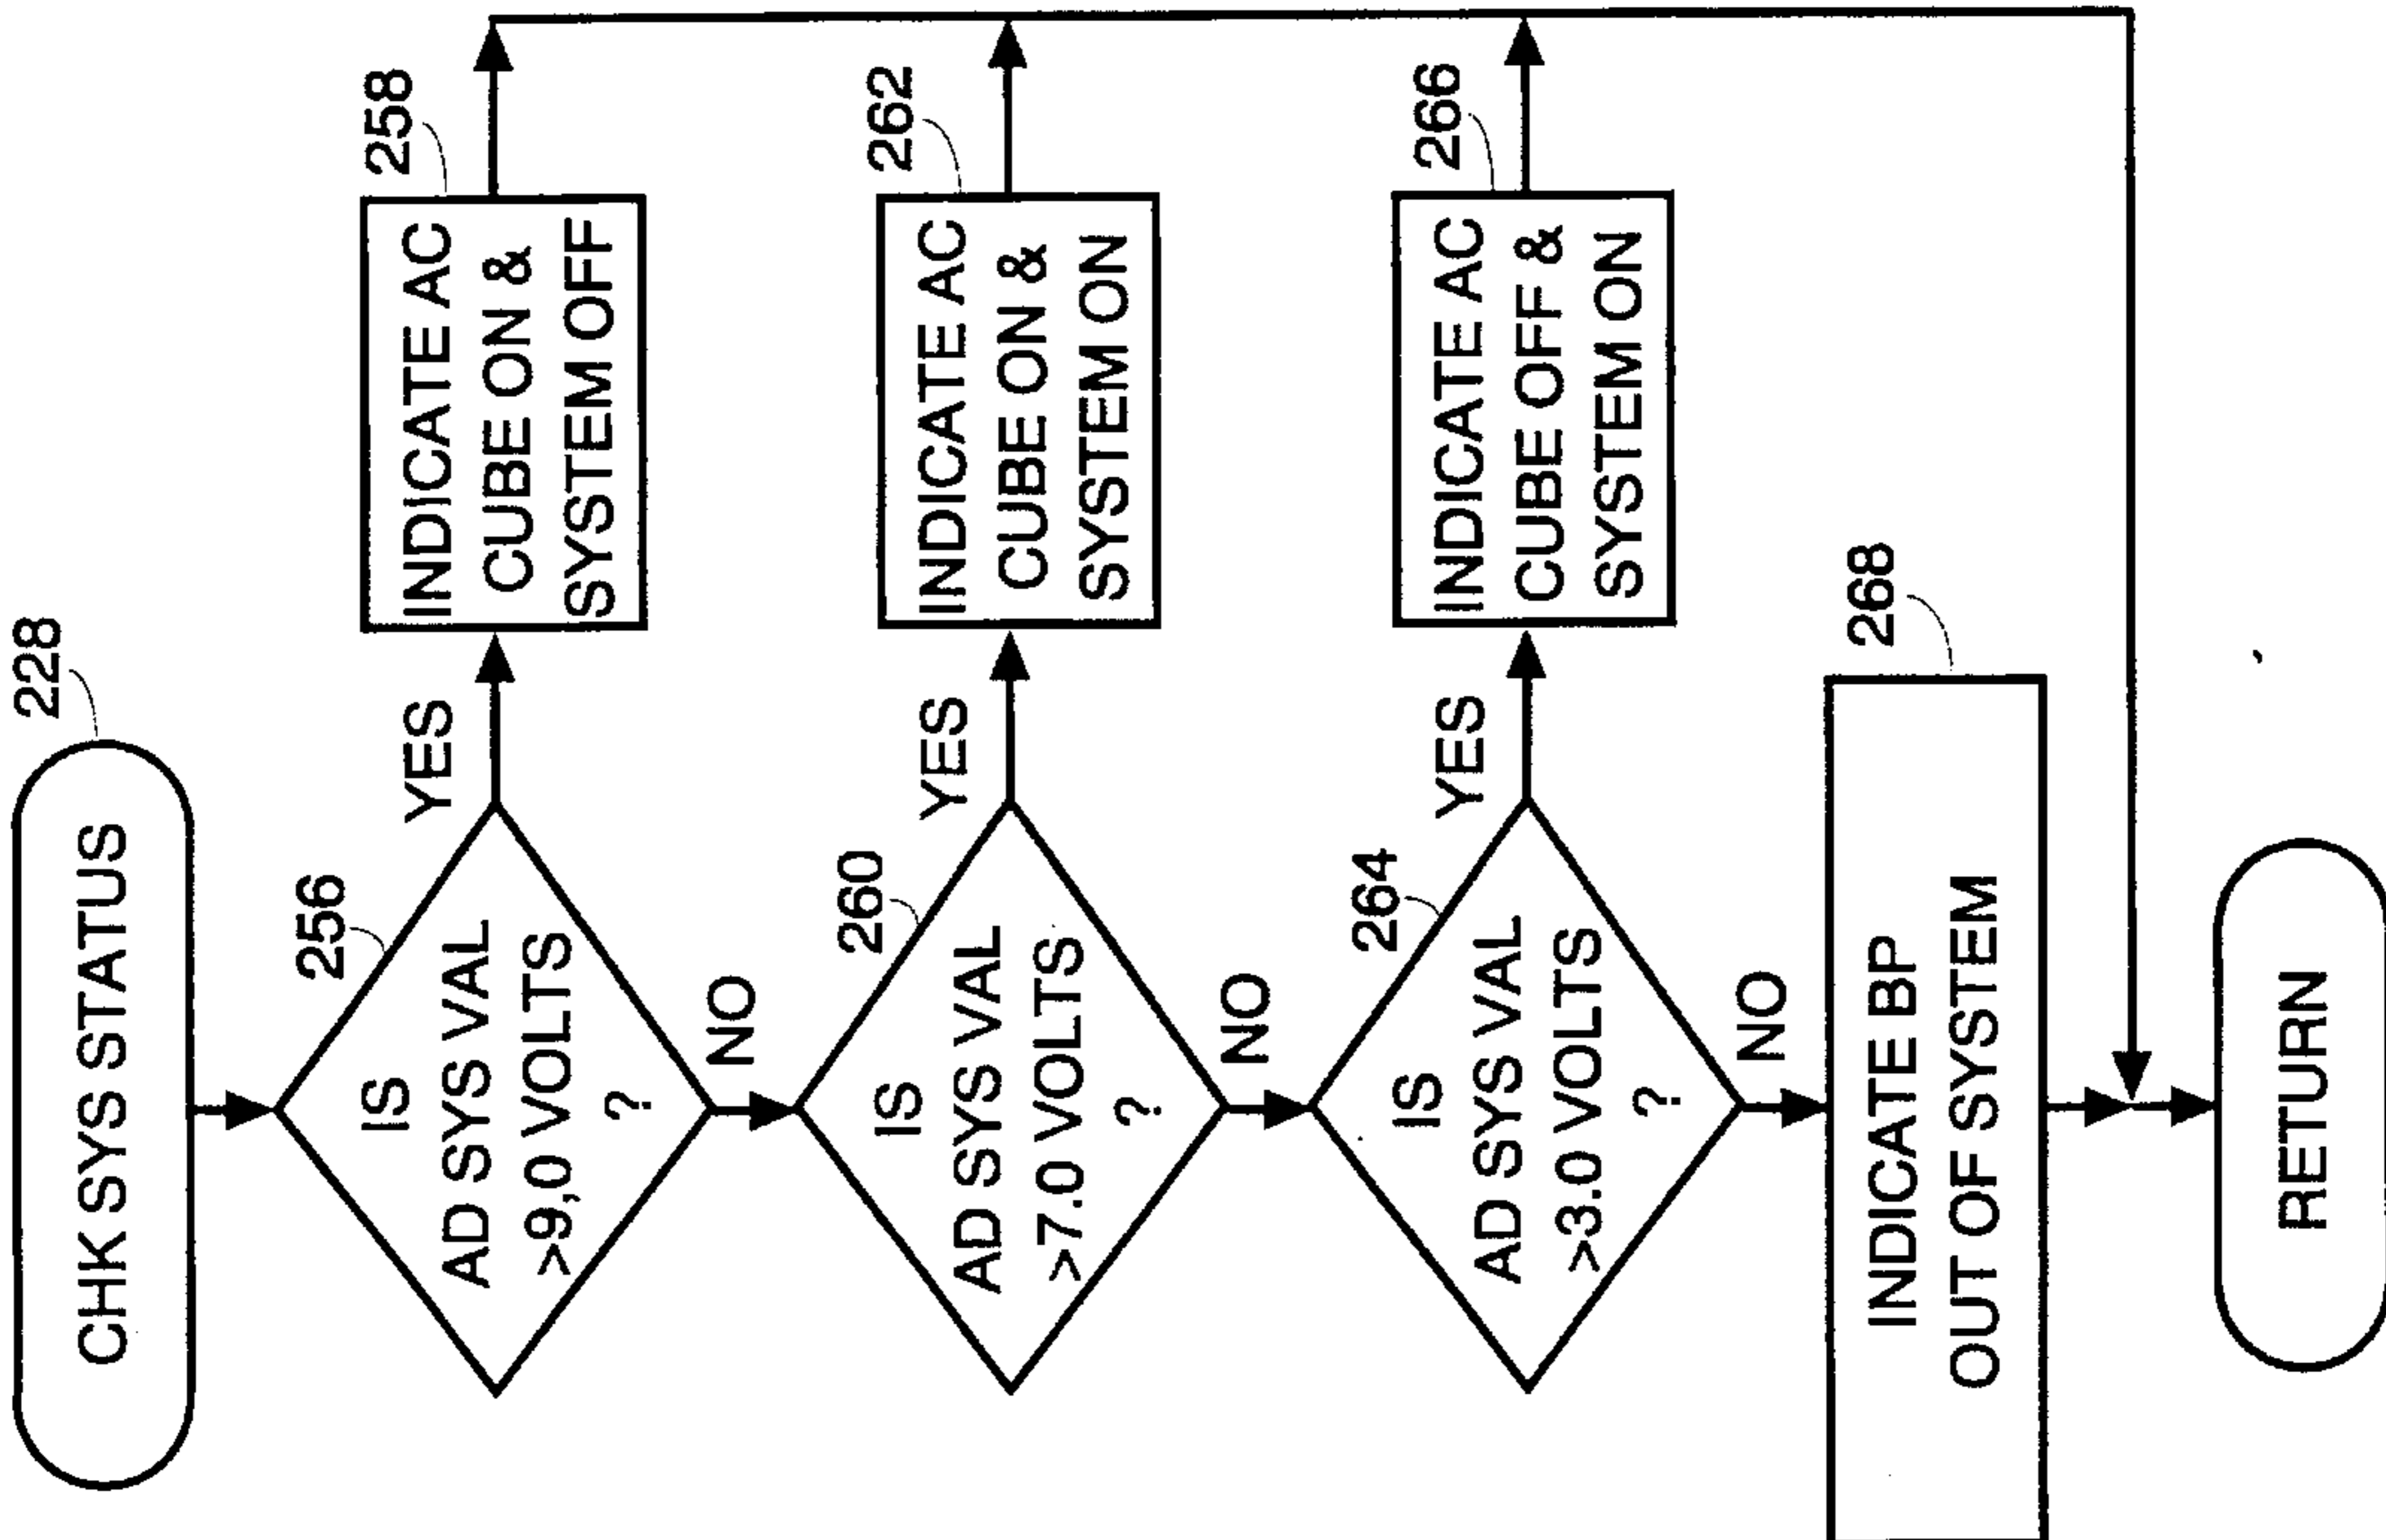 228
CHK SYS STATUS
256
IS
AD SYS VAL
>9,0 VOLTS
?
YES
258
INDICATE AC
CUBE ON &
SYSTEM OFF
NO
260
IS
AD SYS VAL
>7.0 VOLTS
?
YES
262
INDICATE AC
CUBE ON &
SYSTEM ON
NO
264
IS
AD SYS VAL
>3.0 VOLTS
?
YES
266
INDICATE AC
CUBE OFF &
SYSTEM ON
NO
268
INDICATE BP
OUT OF SYSTEM
RETURN